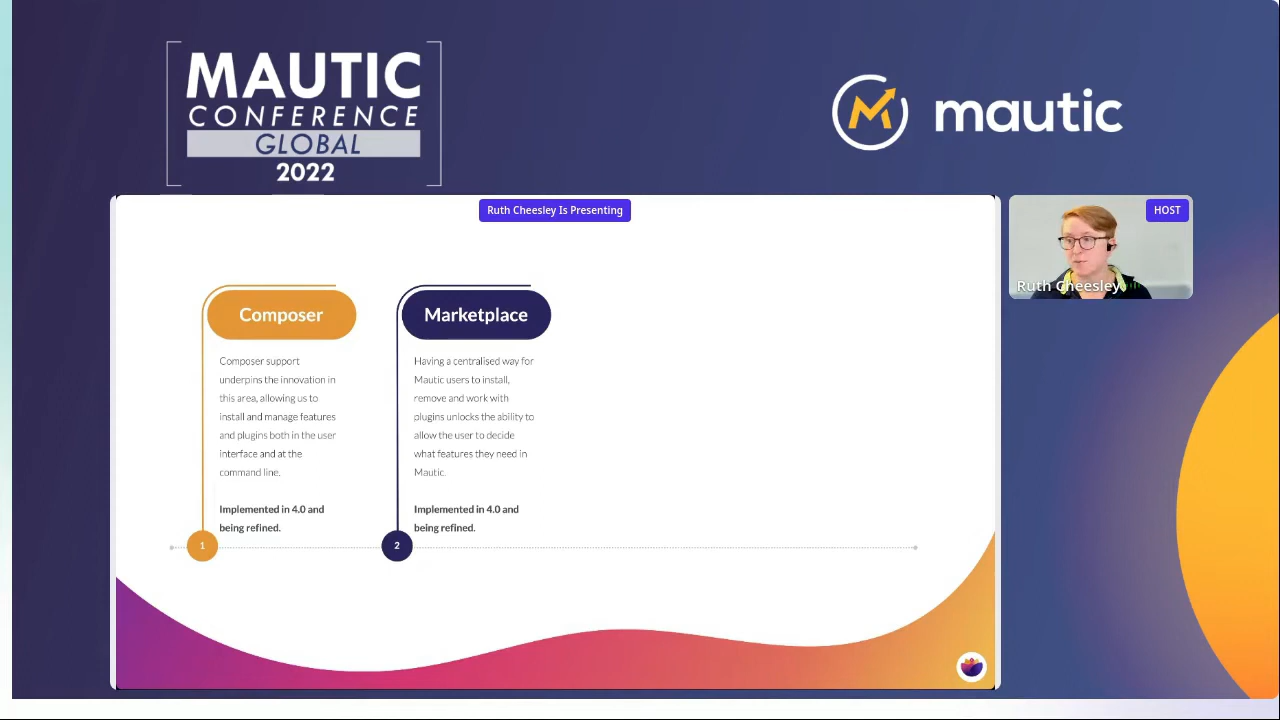 MAUTIC
CONFERENCE
GLOBAL
2022
mautic
Ruth Cheesley Is Presenting
HOST
Ruth Cheesley
Composer
Composer support
underpins the innovation in
this area, allowing us to
install and manage features
and plugins both in the user
interface and at the
command line.
Implemented in 4.0 and
being refined.
1
Marketplace
Having a centralised way for
Mautic users to install,
remove and work with
plugins unlocks the ability to
allow the user to decide
what features they need in
Mautic.
Implemented in 4.0 and
being refined.
2